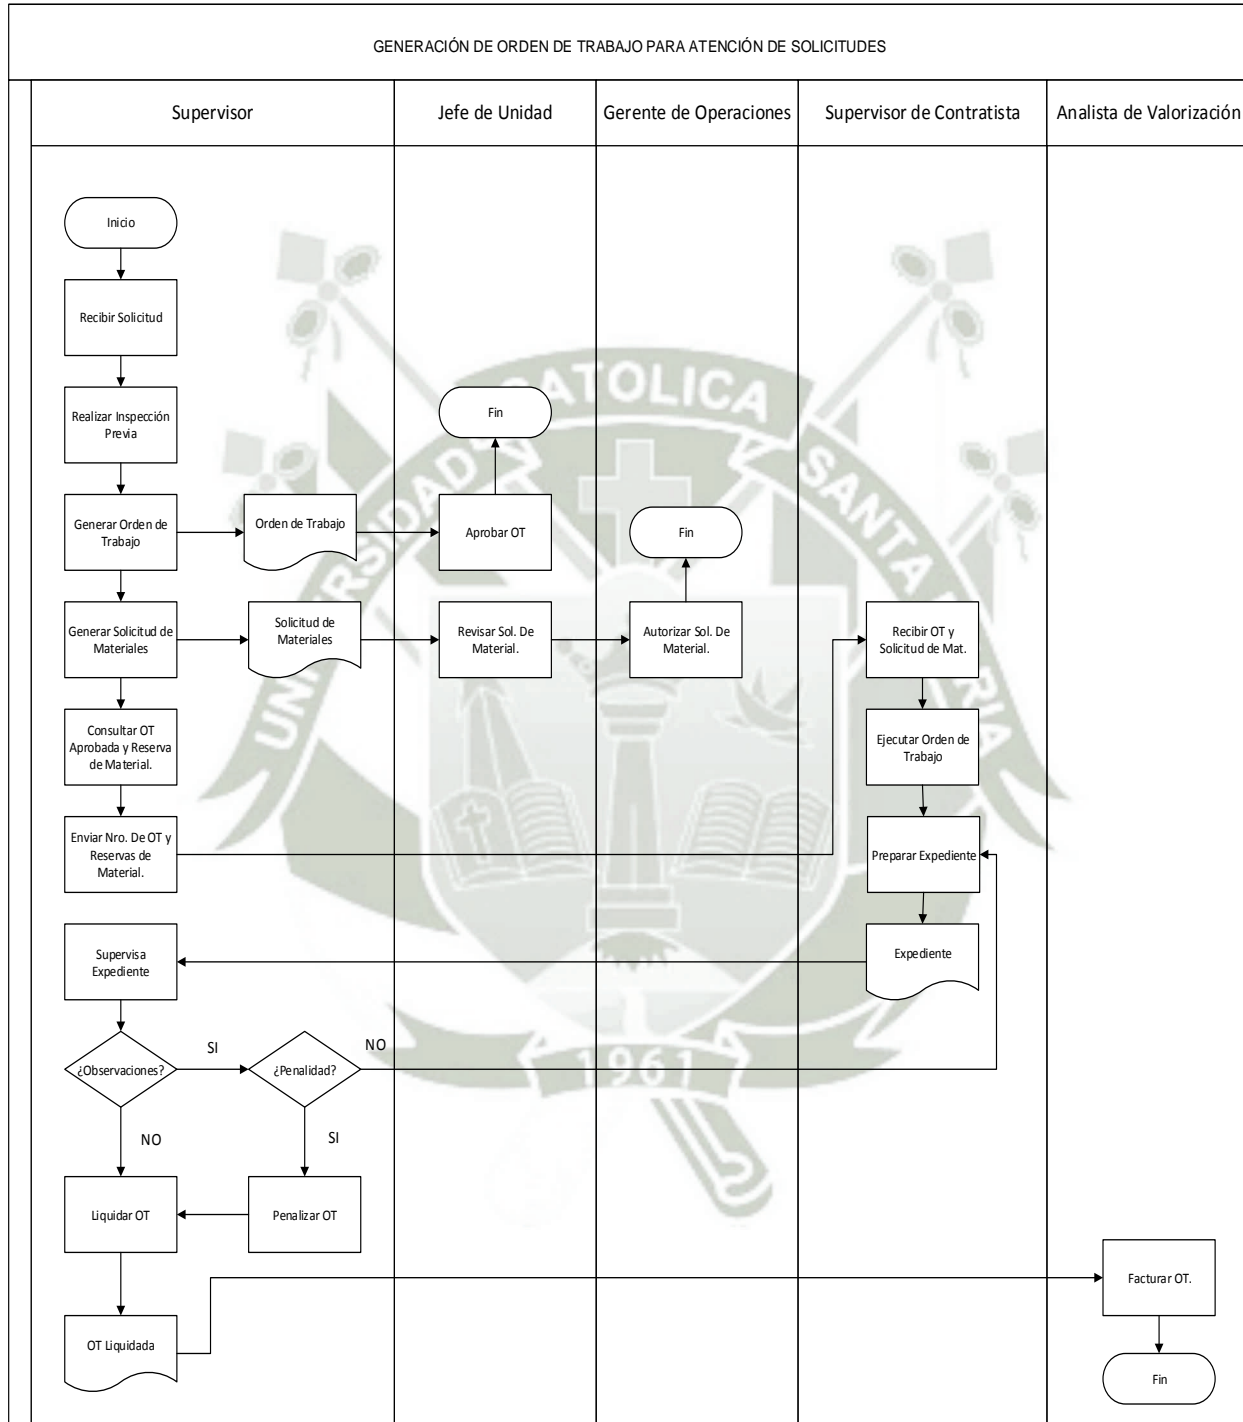 GENERACIÓN DE ORDEN DE TRABAJO PARA ATENCIÓN DE SOLICITUDES
Supervisor
Jefe de Unidad
Gerente de Operaciones
Supervisor de Contratista
Analista de Valorización
Inicio
Recibir Solicitud
Realizar Inspección
Previa
Fin
Generar Orden de
Trabajo
Orden de Trabajo
Aprobar OT
Fin
Generar Solicitud de
Materiales
Solicitud de
Materiales
Revisar Sol. De
Material.
Autorizar Sol. De
Material.
Recibir OT y
Solicitud de Mat.
Consultar OT
Aprobada y Reserva
de Material.
Ejecutar Orden de
Trabajo
Enviar Nro. De OT y
Reservas de
Material.
Preparar Expediente
Supervisa
Expediente
Expediente
¿Observaciones?
SI
¿Penalidad?
NO
NO
SI
Liquidar OT
Penalizar OT
Facturar OT.
OT Liquidada
Fin
UNIVERSIDAD CATOLICA SANTA MARIA
1961